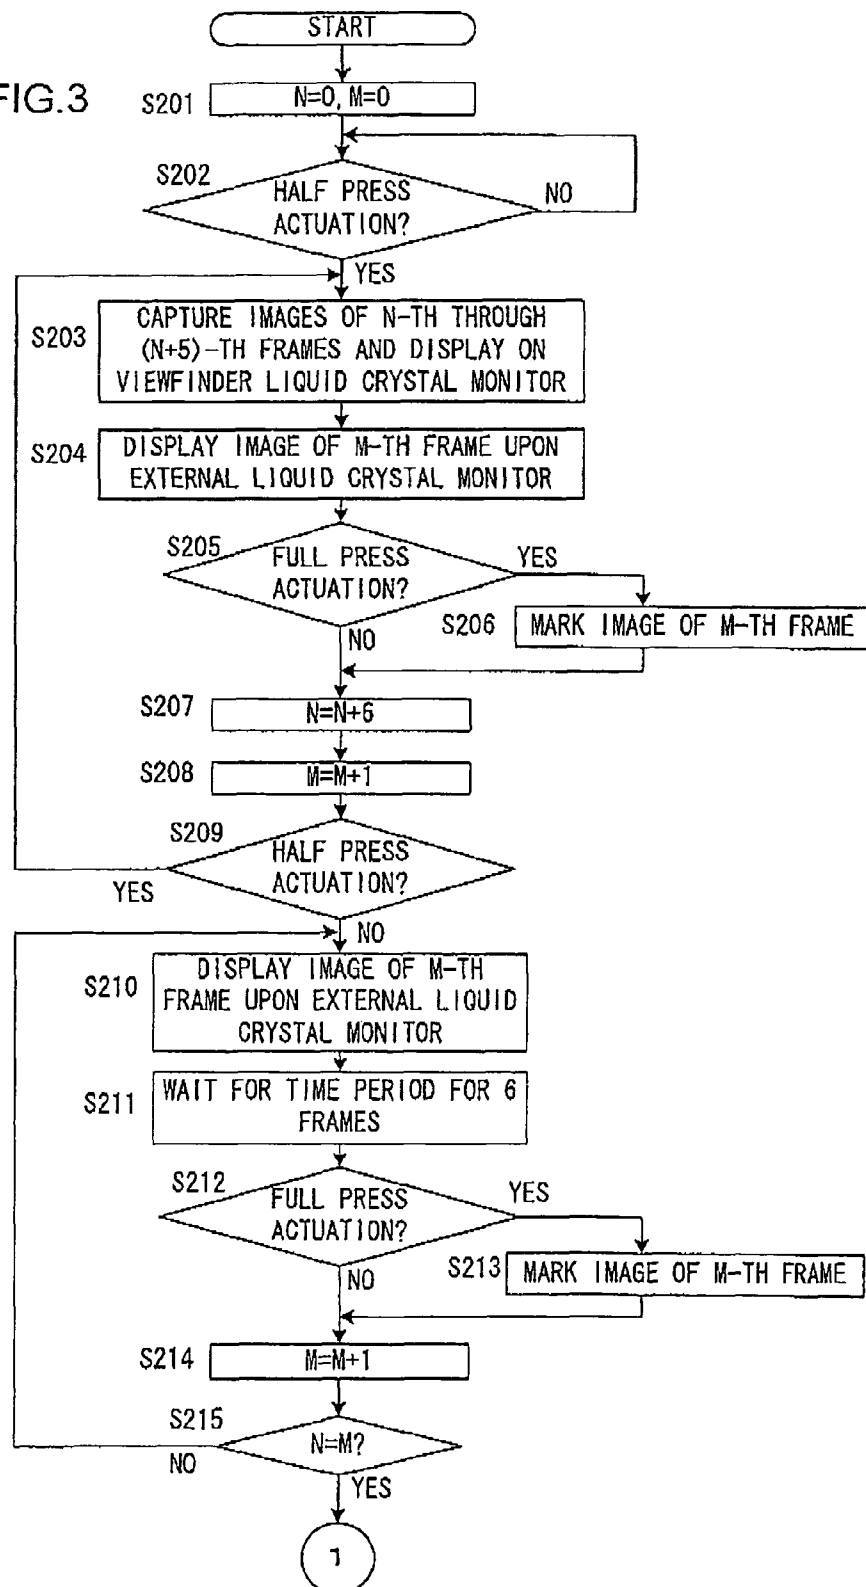 START
FIG.3
S201
N=0, M=0
S202
HALF PRESS
ACTUATION?
NO
YES
S203
CAPTURE IMAGES OF N-TH THROUGH
(N+5)-TH FRAMES AND DISPLAY ON
VIEWFINDER LIQUID CRYSTAL MONITOR
S204
DISPLAY IMAGE OF M-TH FRAME UPON
EXTERNAL LIQUID CRYSTAL MONITOR
S205
FULL PRESS
ACTUATION?
YES
NO
S206
MARK IMAGE OF M-TH FRAME
S207
N=N+6
S208
M=M+1
S209
HALF PRESS
ACTUATION?
YES
NO
S210
DISPLAY IMAGE OF M-TH
FRAME UPON EXTERNAL LIQUID
CRYSTAL MONITOR
S211
WAIT FOR TIME PERIOD FOR 6
FRAMES
S212
FULL PRESS
ACTUATION?
YES
NO
S213
MARK IMAGE OF M-TH FRAME
S214
M=M+1
S215
N=M?
NO
YES
1